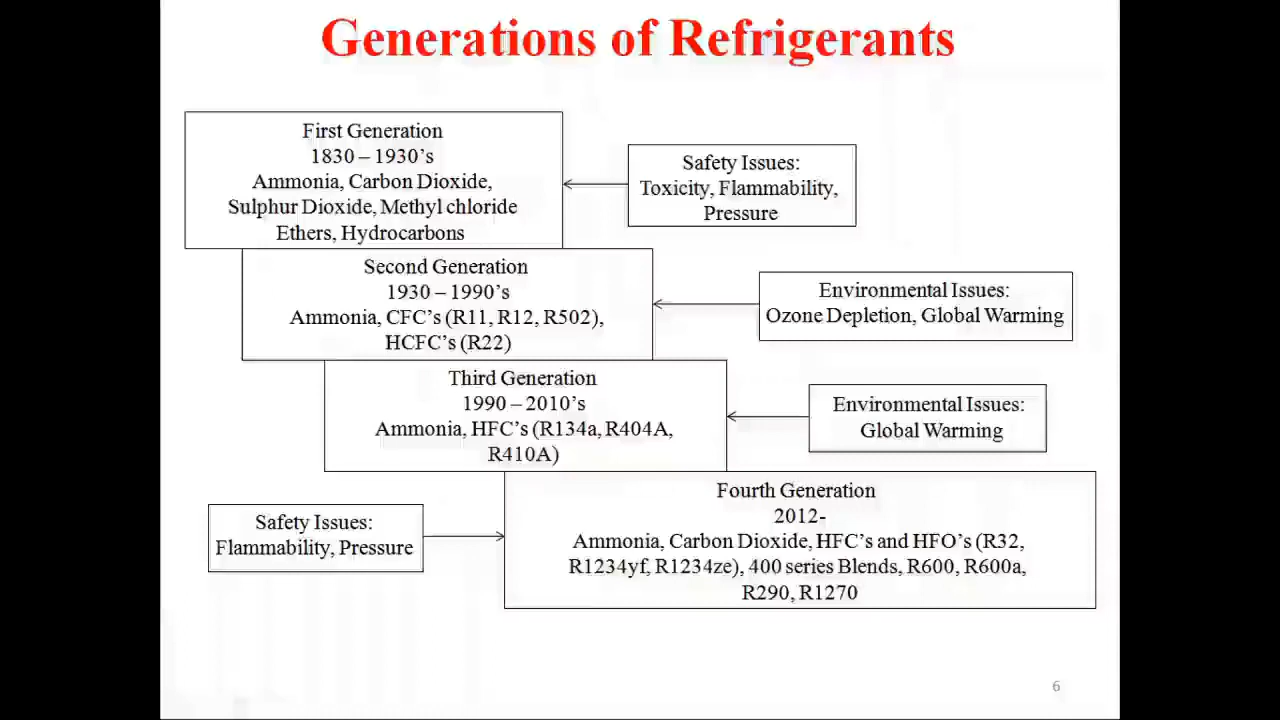 Generations of Refrigerants
First Generation
1830 – 1930’s
Ammonia, Carbon Dioxide,
Sulphur Dioxide, Methyl chloride
Ethers, Hydrocarbons
Safety Issues:
Toxicity, Flammability,
Pressure
Second Generation
1930 – 1990’s
Ammonia, CFC’s (R11, R12, R502),
HCFC’s (R22)
Environmental Issues:
Ozone Depletion, Global Warming
Third Generation
1990 – 2010’s
Ammonia, HFC’s (R134a, R404A,
R410A)
Environmental Issues:
Global Warming
Safety Issues:
Flammability, Pressure
Fourth Generation
2012-
Ammonia, Carbon Dioxide, HFC’s and HFO’s (R32,
R1234yf, R1234ze), 400 series Blends, R600, R600a,
R290, R1270
6